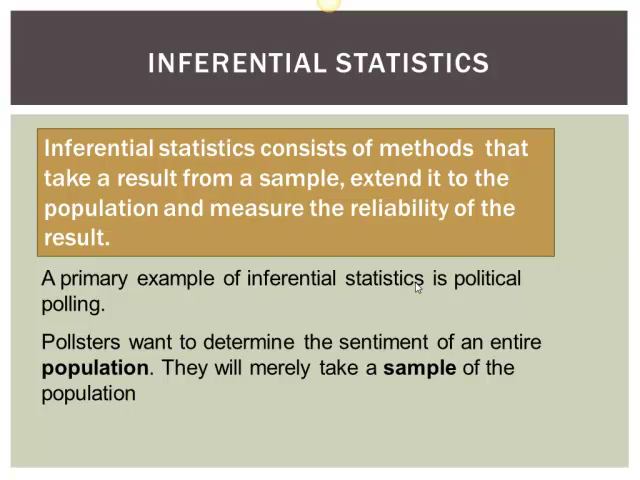 INFERENTIAL STATISTICS
Inferential statistics consists of methods that
take a result from a sample, extend it to the
population and measure the reliability of the
result.
A primary example of inferential statistics is political
polling.
Pollsters want to determine the sentiment of an entire
population. They will merely take a sample of the
population